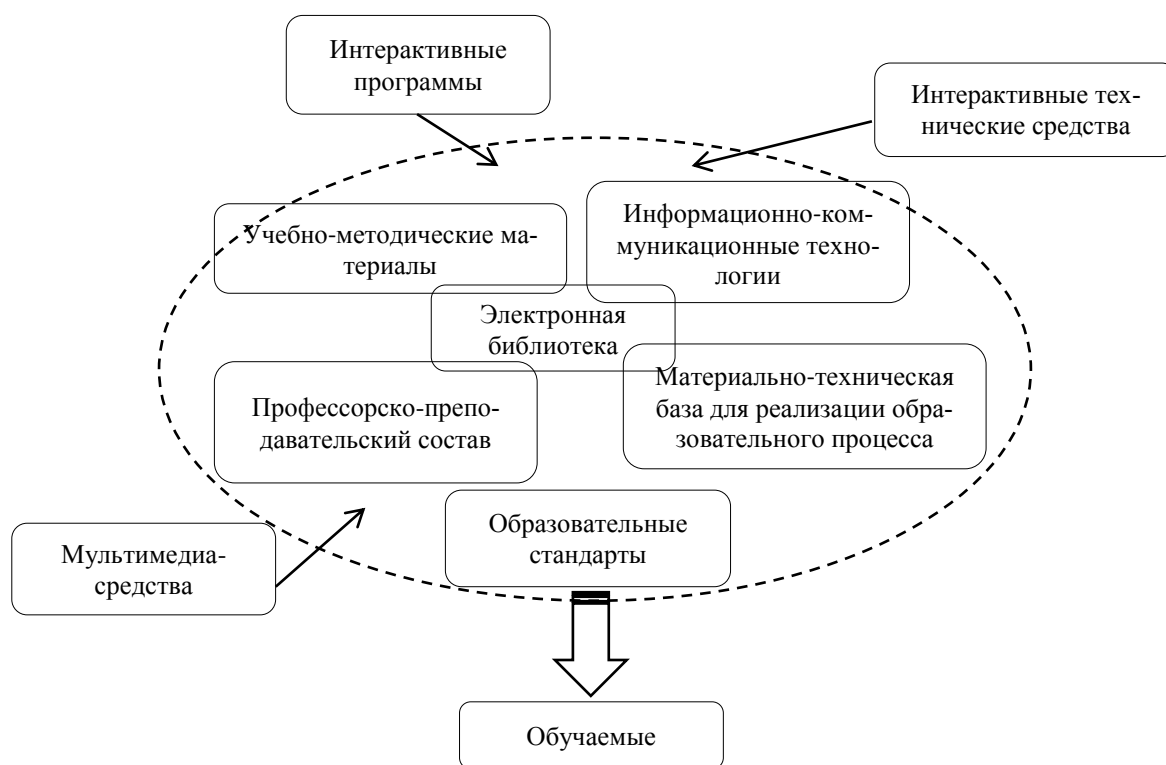 Интерактивные
программы
Интерактивные тех-
нические средства
Учебно-методические ма-
териалы
Информационно-ком-
муникационные техно-
логии
Электронная
библиотека
Профессорско-препо-
давательский состав
Материально-техническая
база для реализации обра-
зовательного процесса
Мультимедиа-
средства
Образовательные
стандарты
Обучаемые